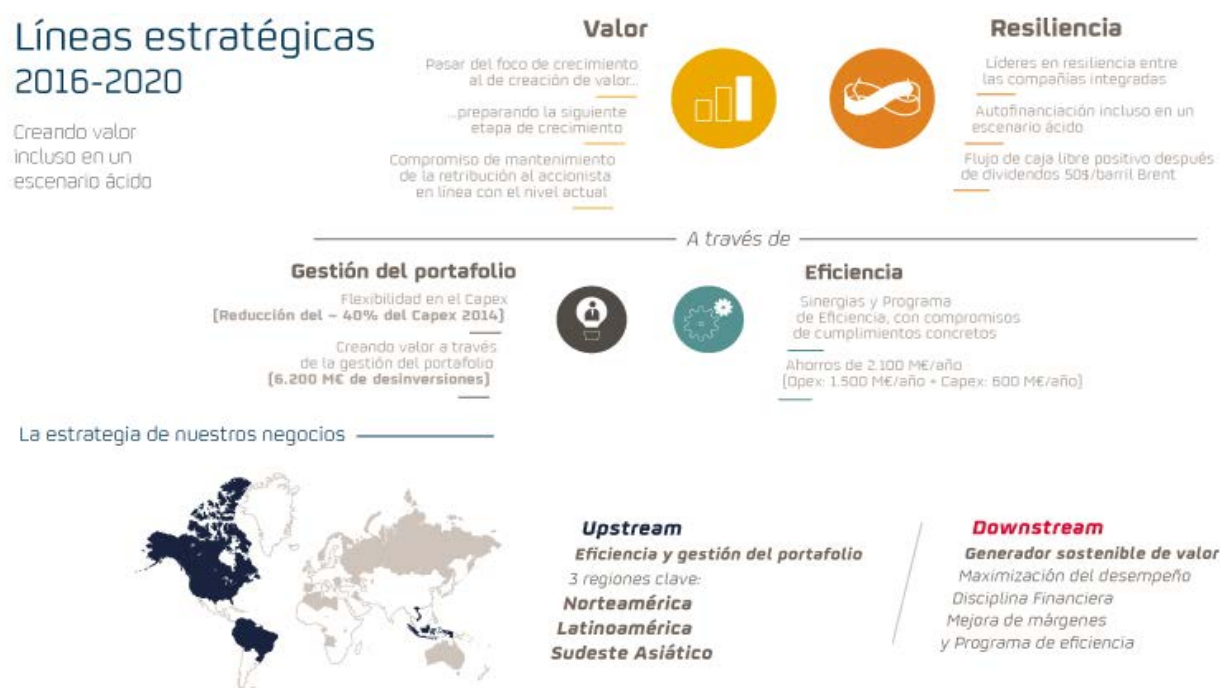 Líneas estratégicas
2016-2020
Creando valor
incluso en un
escenario ácido
Valor
Pasar del foco de crecimiento
al de creación de valor...
...preparando la siguiente
etapa de crecimiento
Compromiso de mantenimiento
de la retribución al accionista
en línea con el nivel actual
Resiliencia
Líderes en resiliencia entre
las compañías integradas
Autofinanciación incluso en un
escenario ácido
Flujo de caja libre positivo después
de dividendos 50$/barril Brent
A través de
Gestión del portafolio
Flexibilidad en el Capex
(Reducción del ~ 40% del Capex 2014)
Creando valor a través
de la gestión del portafolio
(6.200 M€ de desinversiones)
Eficiencia
Sinergias y Programa
de Eficiencia, con compromisos
de cumplimientos concretos
Ahorros de 2.100 M€/año
(Opex: 1.500 M€/año + Capex: 600 M€/año)
La estrategia de nuestros negocios
Upstream
Eficiencia y gestión del portafolio
3 regiones clave:
Norteamérica
Latinoamérica
Sudeste Asiático
Downstream
Generador sostenible de valor
Maximización del desempeño
Disciplina Financiera
Mejora de márgenes
y Programa de eficiencia